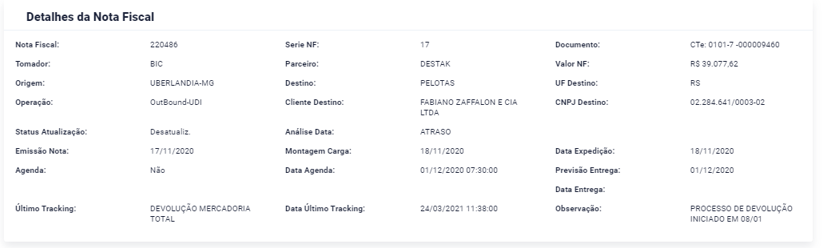 Detalhes da Nota Fiscal
Nota Fiscal: 220486 Serie NF: 17 Documento: CTe: 0101-7 -000009460
Tomador: BIC Parceiro: DESTAK Valor NF: R$ 39.077,62
Origem: UBERLANDIA-MG Destino: PELOTAS UF Destino: RS
Operação: OutBound-UDI Cliente Destino: FABIANO ZAFFALON E CIA LTDA CNPJ Destino: 02.284.641/0003-02
Status Atualização: Desatualiz. Análise Data: ATRASO
Emissão Nota: 17/11/2020 Montagem Carga: 18/11/2020 Data Expedição: 18/11/2020
Agenda: Não Data Agenda: 01/12/2020 07:30:00 Previsão Entrega: 01/12/2020
Data Entrega:
Último Tracking: DEVOLUÇÃO MERCADORIA TOTAL Data Último Tracking: 24/03/2021 11:38:00 Observação: PROCESSO DE DEVOLUÇÃO INICIADO EM 08/01